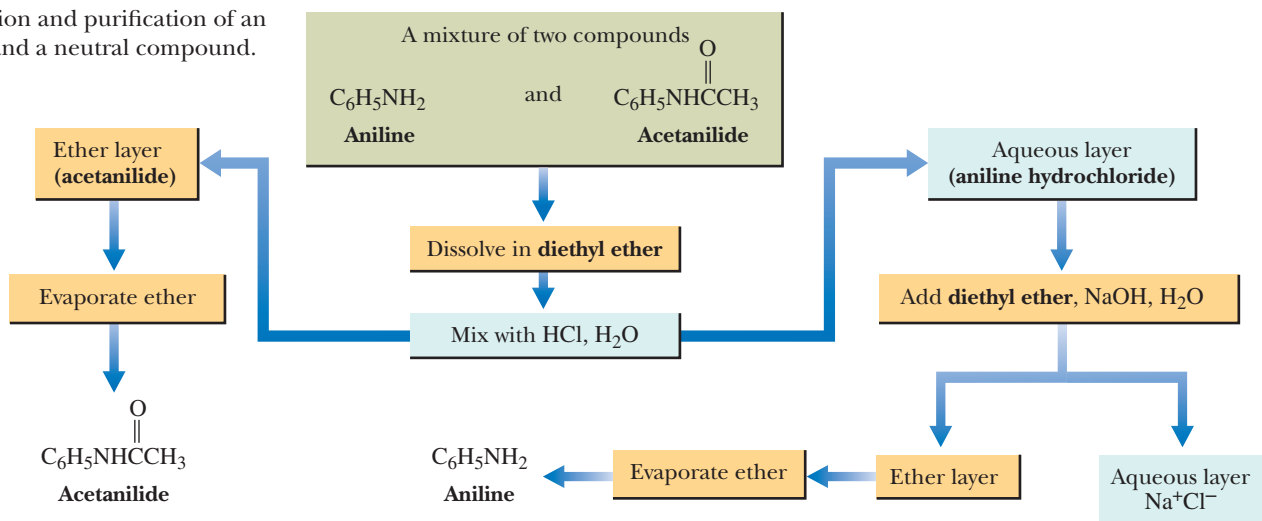 ion and purification of an
and a neutral compound.
A mixture of two compounds
O
||
C₆H₅NH₂ and C₆H₅NHCCH₃
Aniline Acetanilide
Ether layer
(acetanilide)
Aqueous layer
(aniline hydrochloride)
Dissolve in diethyl ether
Evaporate ether
Add diethyl ether, NaOH, H₂O
Mix with HCl, H₂O
O
||
C₆H₅NHCCH₃
Acetanilide
C₆H₅NH₂
Aniline
Evaporate ether
Ether layer
Aqueous layer
Na⁺Cl⁻